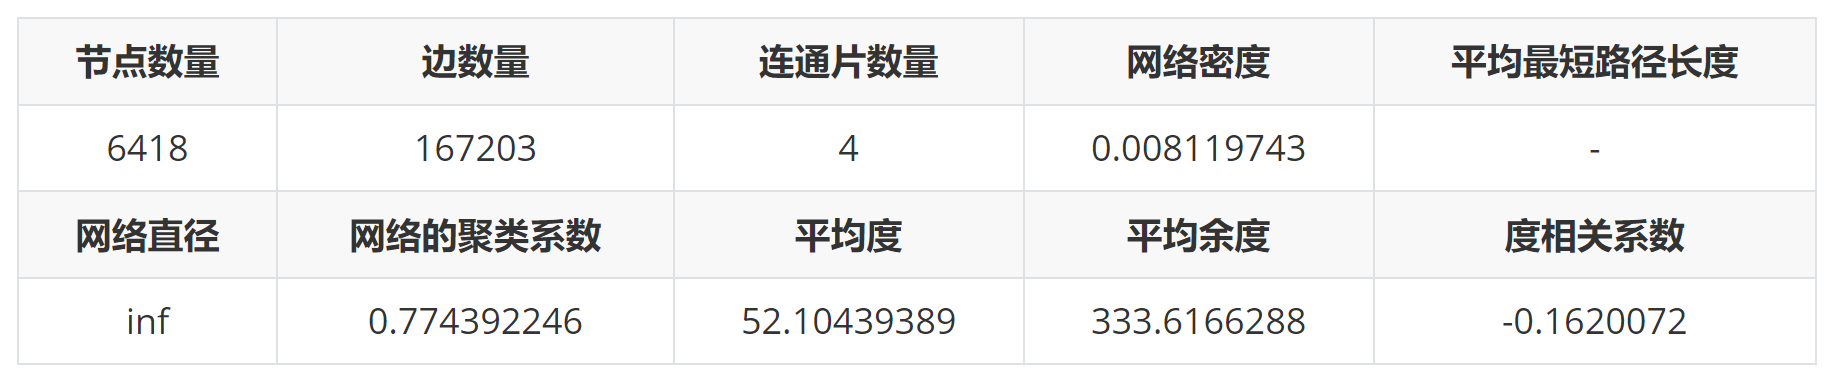 节点数量 边数量 连通片数量 网络密度 平均最短路径长度
6418 167203 4 0.008119743 -
网络直径 网络的聚类系数 平均度 平均余度 度相关系数
inf 0.774392246 52.10439389 333.6166288 -0.1620072